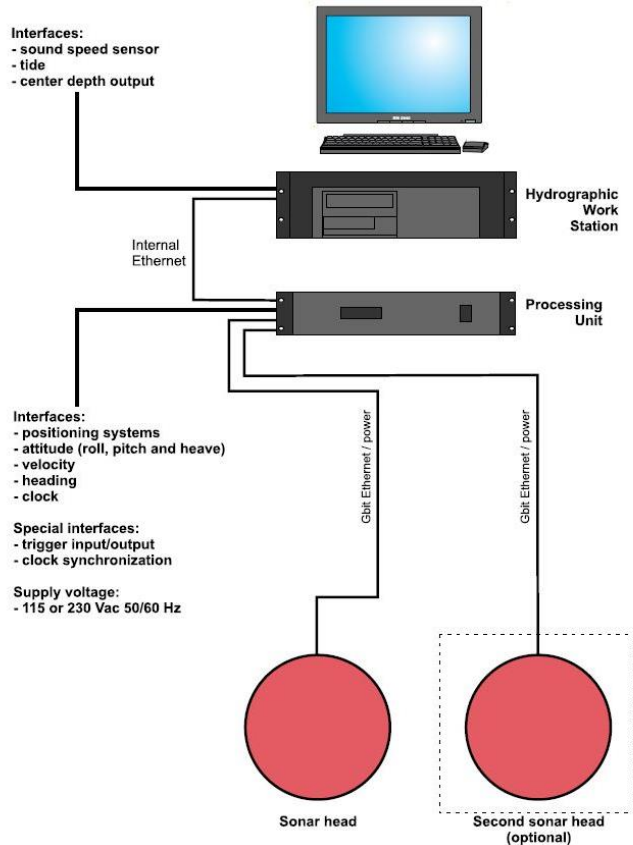 Interfaces:
- sound speed sensor
- tide
- center depth output
Hydrographic
Work
Station
Internal
Ethernet
Processing
Unit
Interfaces:
- positioning systems
- attitude (roll, pitch and heave)
- velocity
- heading
- clock
Special interfaces:
- trigger input/output
- clock synchronization
Supply voltage:
- 115 or 230 Vac 50/60 Hz
Gbit Ethernet / power
Gbit Ethernet / power
Sonar head
Second sonar head
(optional)